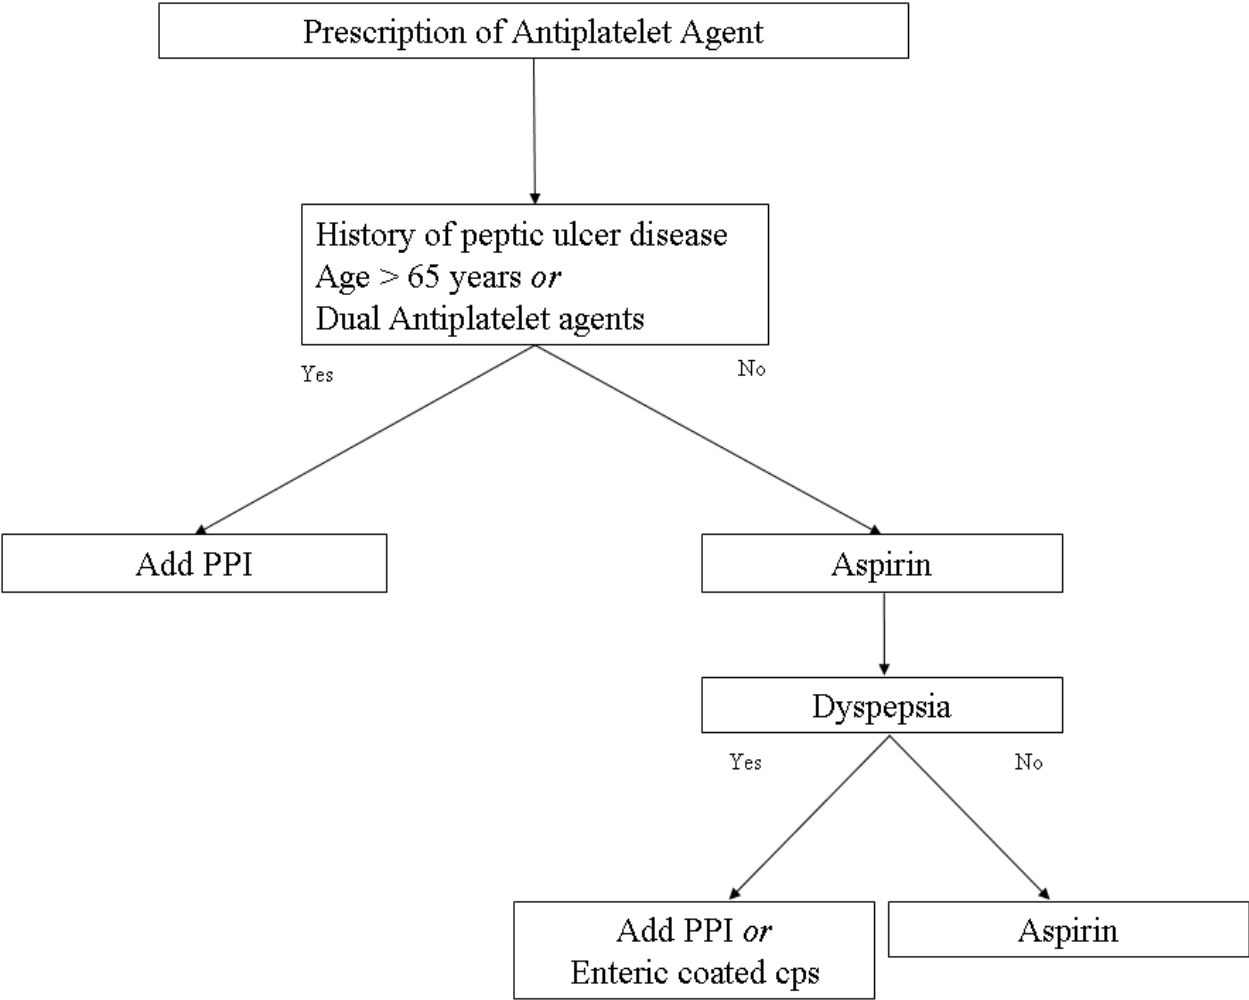 Prescription of Antiplatelet Agent
History of peptic ulcer disease
Age > 65 years or
Dual Antiplatelet agents
Yes
No
Add PPI
Aspirin
Dyspepsia
Yes
No
Add PPI or
Enteric coated cps
Aspirin